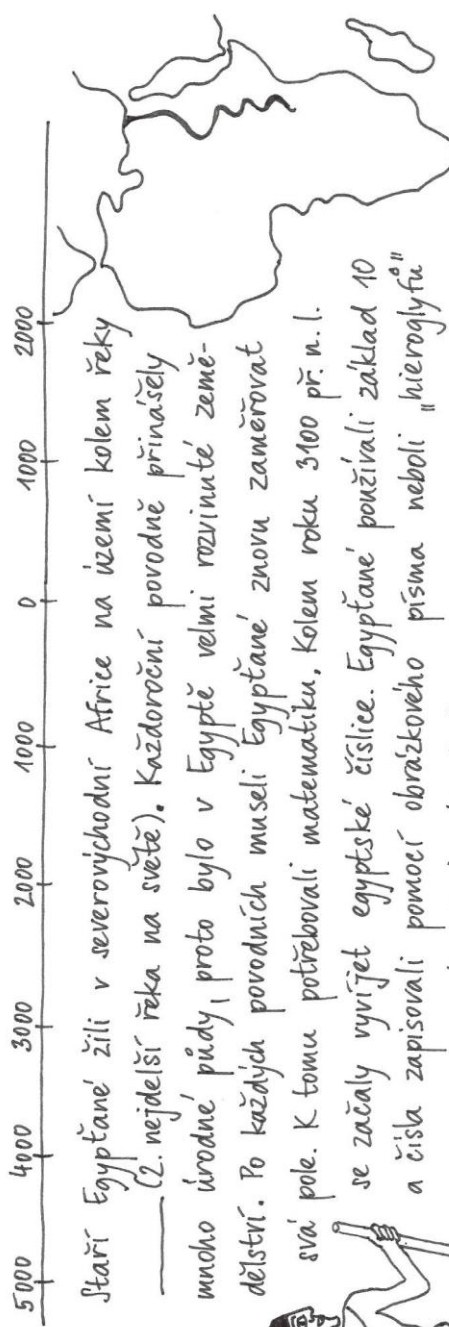 5000 4000 3000 2000 1000 0 1000 2000
Staří Egypťané žili v severovýchodní Africe na území kolem řeky
_____ (2. nejdelší řeka na světě). Každoroční povodně přinášely
mnoho úrodné půdy, proto bylo v Egyptě velmi rozvinuté země-
dělství. Po každých povodních museli Egypťané znovu zaměřovat
svá pole. K tomu potřebovali matematiku. Kolem roku 3100 př. n. l.
se začaly vyvíjet egyptské číslice. Egypťané používali základ 10
a čísla zapisovali pomocí obrázkového písma neboli "hieroglyfů"